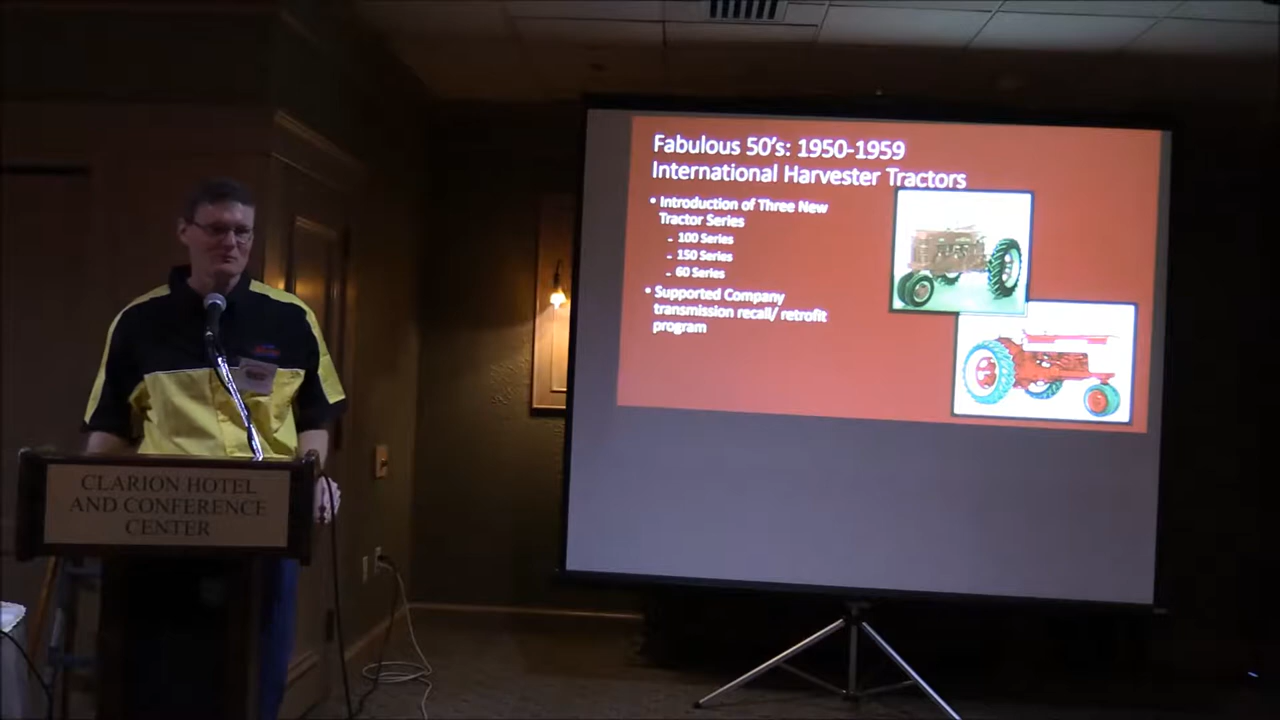 Fabulous 50's: 1950-1959
International Harvester Tractors
• Introduction of Three New
Tractor Series
- 100 Series
- 150 Series
- 60 Series
• Supported Company
transmission recall/ retrofit
program
CLARION HOTEL
AND CONFERENCE
CENTER